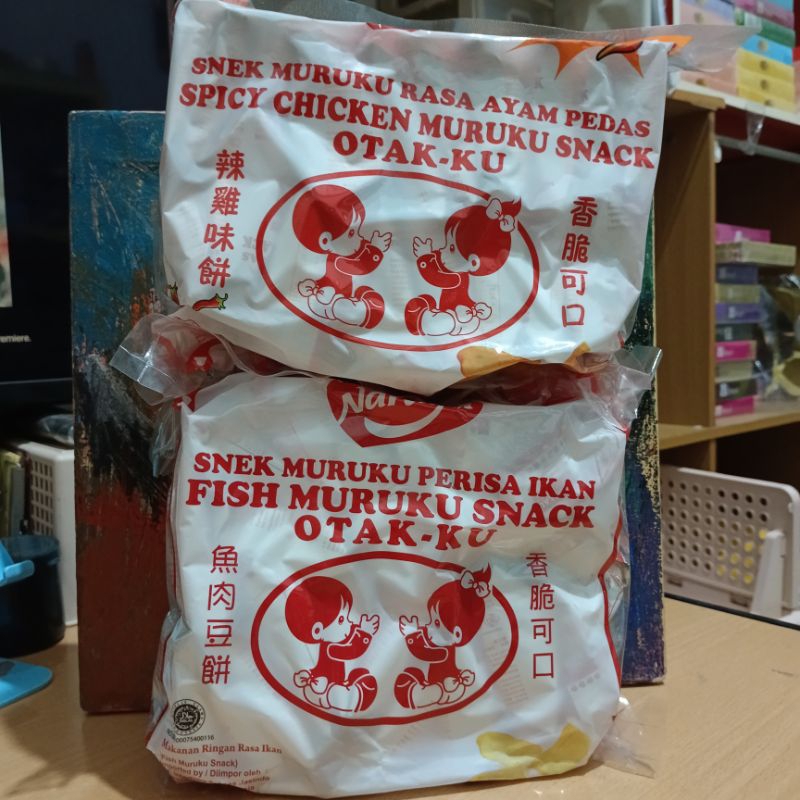 SNEK MURUKU RASA AYAM PEDAS
SPICY CHICKEN MURUKU SNACK
OTAK-KU
辣雞味餅
香脆可口
SNEK MURUKU PERISA IKAN
FISH MURUKU SNACK
OTAK-KU
魚肉豆餅
香脆可口
Makanan Ringan Rasa Ikan
Fish Muruku Snack)
/ Diimpor oleh